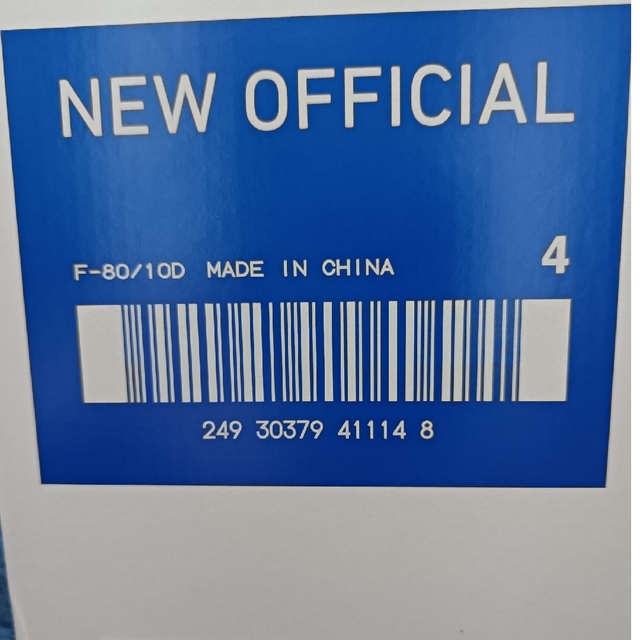 NEW OFFICIAL
4
F-80/10D MADE IN CHINA
249 30379 41114 8